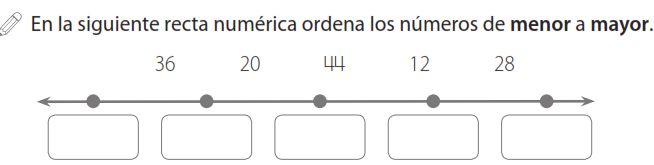 En la siguiente recta numérica ordena los números de menor a mayor.
36 20 44 12 28